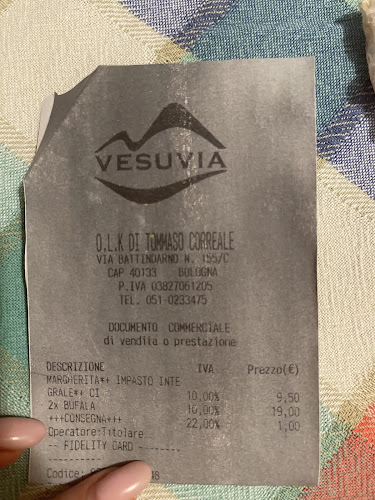 VESUVIA
O.L.K DI TOMMASO CORREALE
VIA BATTINDARNO N. 155/C
CAP 40133 BOLOGNA
P.IVA 03827061205
TEL. 051-0233475
DOCUMENTO COMMERCIALE
di vendita o prestazione
DESCRIZIONE IVA Prezzo(€)
MARGHERITA*+ IMPASTO INTE
GRALE*+ CI 10,00% 9,50
2x BUFALA 10,00% 19,00
+++CONSEGNA+++ 22,00% 1,00
Operatore:Titolare
-- FIDELITY CARD --------
----------
Codice: